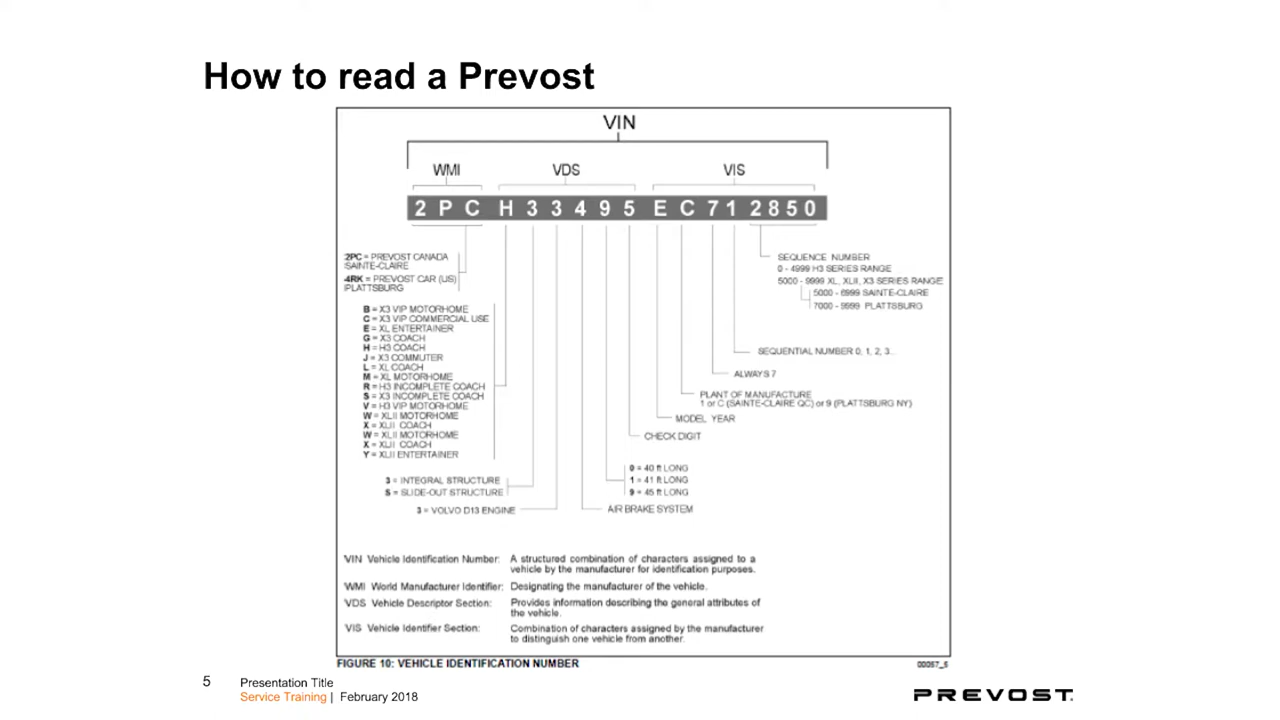 How to read a Prevost
VIN
WMI VDS VIS
2 P C H 3 3 4 9 5 E C 7 1 2 8 5 0
2PC = PREVOST CANADA
SAINTE-CLAIRE
4RK = PREVOST CAR (US)
PLATTSBURG
B = X3 VIP MOTORHOME
C = X3 VIP COMMERCIAL USE
E = XL ENTERTAINER
G = X3 COACH
H = H3 COACH
J = X3 COMMUTER
L = XL COACH
M = XL MOTORHOME
R = H3 INCOMPLETE COACH
S = X3 INCOMPLETE COACH
V = H3 VIP MOTORHOME
W = XLII MOTORHOME
X = XLII COACH
W = XLII MOTORHOME
X = XLII COACH
Y = XLII ENTERTAINER
3 = INTEGRAL STRUCTURE
S = SLIDE-OUT STRUCTURE
3 = VOLVO D13 ENGINE
SEQUENCE NUMBER
0 - 4999 H3 SERIES RANGE
5000 - 9999 XL, XLII, X3 SERIES RANGE
5000 - 6999 SAINTE-CLAIRE
7000 - 9999 PLATTSBURG
SEQUENTIAL NUMBER 0, 1, 2, 3..
ALWAYS 7
PLANT OF MANUFACTURE
1 or C (SAINTE-CLAIRE QC) or 9 (PLATTSBURG NY)
MODEL YEAR
CHECK DIGIT
0 = 40 ft LONG
1 = 41 ft LONG
9 = 45 ft LONG
AIR BRAKE SYSTEM
VIN Vehicle Identification Number: A structured combination of characters assigned to a
vehicle by the manufacturer for identification purposes.
WMI World Manufacturer Identifier: Designating the manufacturer of the vehicle.
VDS Vehicle Descriptor Section: Provides information describing the general attributes of
the vehicle.
VIS Vehicle Identifier Section: Combination of characters assigned by the manufacturer
to distinguish one vehicle from another.
FIGURE 10: VEHICLE IDENTIFICATION NUMBER 00057_5
5 Presentation Title
Service Training | February 2018
PREVOST